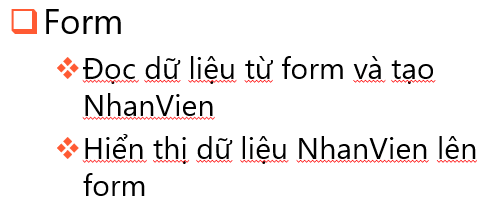 Form
Đọc dữ liệu từ form và tạo
NhanVien
Hiển thị dữ liệu NhanVien lên
form